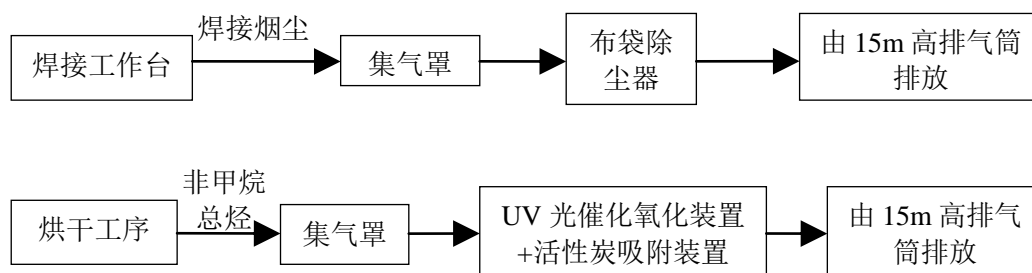 焊接烟尘
焊接工作台
集气罩
布袋除
尘器
由 15m 高排气筒
排放
非甲烷
总烃
烘干工序
集气罩
UV 光催化氧化装置
+活性炭吸附装置
由 15m 高排气
筒排放